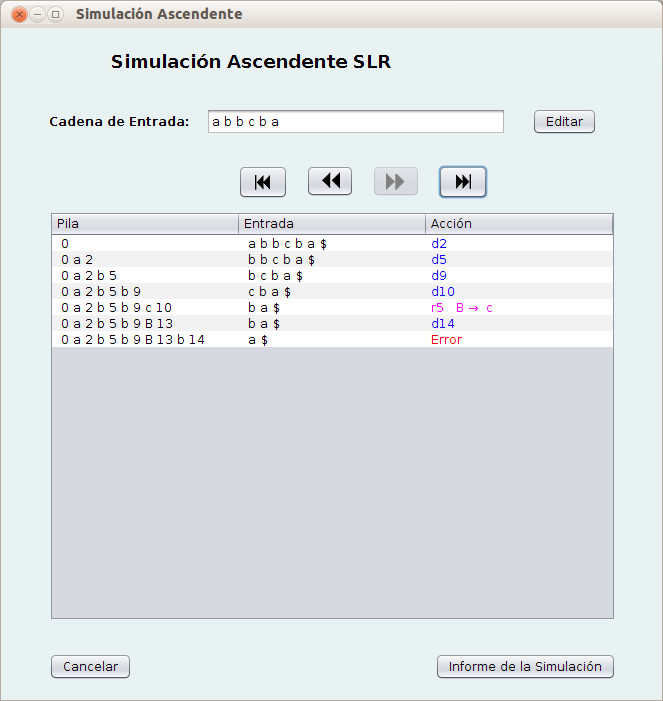 Simulación Ascendente
Simulación Ascendente SLR
Cadena de Entrada: a b b c b a Editar
Pila Entrada Acción
0 a b b c b a $ d2
0 a 2 b b c b a $ d5
0 a 2 b 5 b c b a $ d9
0 a 2 b 5 b 9 c b a $ d10
0 a 2 b 5 b 9 c 10 b a $ r5 B → c
0 a 2 b 5 b 9 B 13 b a $ d14
0 a 2 b 5 b 9 B 13 b 14 a $ Error
Cancelar Informe de la Simulación